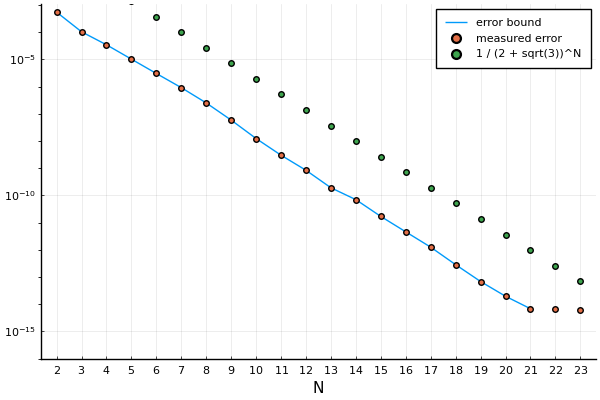 error bound
measured error
1 / (2 + sqrt(3))^N
10⁻⁵
10⁻¹⁰
10⁻¹⁵
2 3 4 5 6 7 8 9 10 11 12 13 14 15 16 17 18 19 20 21 22 23
N